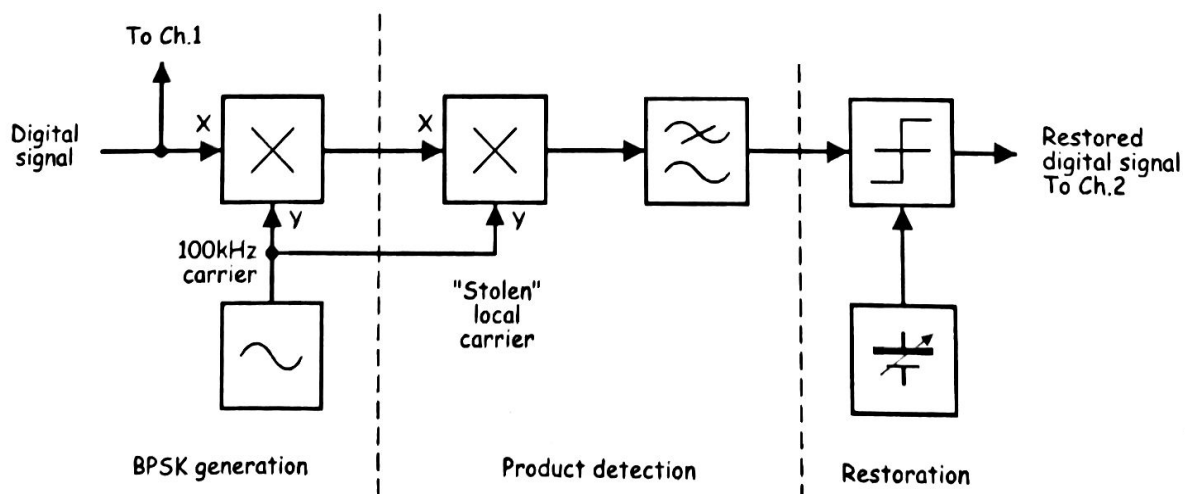 To Ch.1
Digital
signal
X
Y
100kHz
carrier
X
Y
"Stolen"
local
carrier
Restored
digital signal
To Ch.2
BPSK generation
Product detection
Restoration